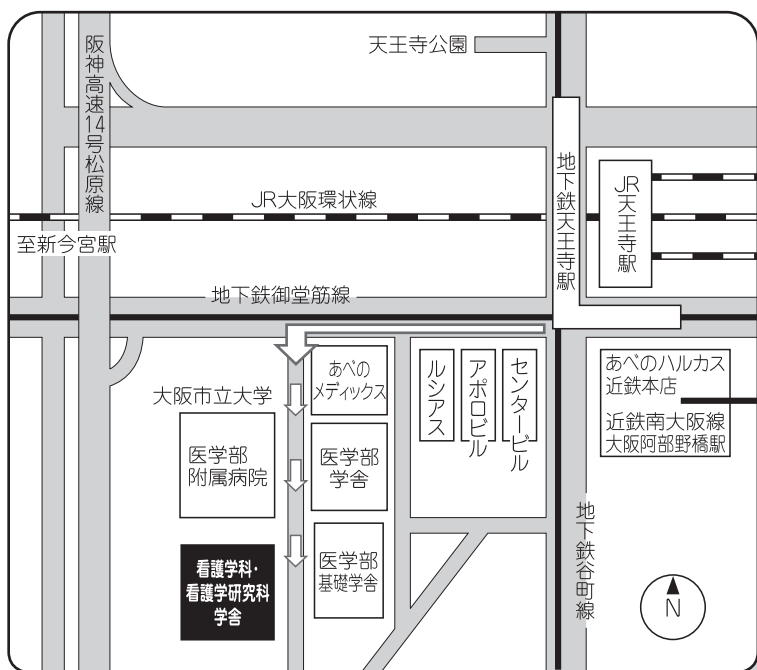 天王寺公園
阪神高速14号松原線
地下鉄天王寺駅
JR天王寺駅
JR大阪環状線
至新今宮駅
地下鉄御堂筋線
あべの
メディックス
ルシアス
アポロビル
センタービル
あべのハルカス
近鉄本店
近鉄南大阪線
大阪阿部野橋駅
大阪市立大学
医学部
附属病院
医学部
学舎
看護学科・
看護学研究科
学舎
医学部
基礎学舎
地下鉄谷町線
N